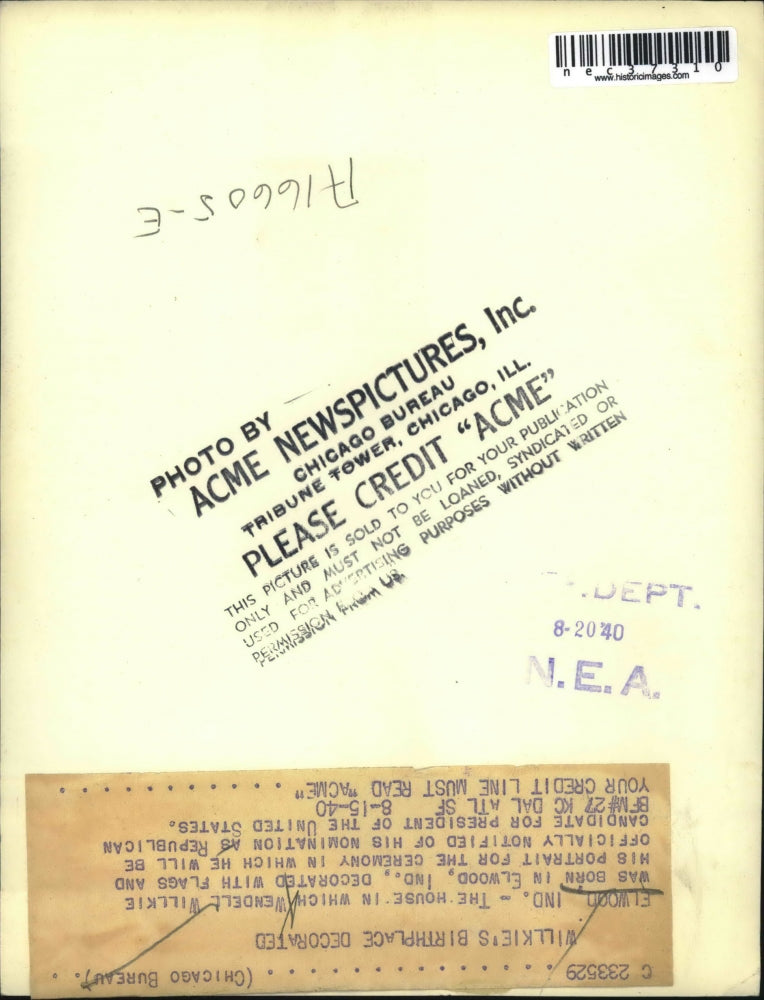 nec37310
www.historicimages.com
A16605-E
PHOTO BY
ACME NEWSPICTURES, Inc.
CHICAGO BUREAU
TRIBUNE TOWER, CHICAGO, ILL.
PLEASE CREDIT "ACME"
THIS PICTURE IS SOLD TO YOU FOR YOUR PUBLICATION
ONLY AND MUST NOT BE LOANED, SYNDICATED OR
USED FOR ADVERTISING PURPOSES WITHOUT WRITTEN
PERMISSION FROM US
.DEPT.
8-20 40
N.E.A.
C 233529 . . . . . . . . . . . . . (CHICAGO BUREAU). .
WILLKIE'S BIRTHPLACE DECORATED
ELWOOD, IND. - THE HOUSE IN WHICH WENDELL WILLKIE
WAS BORN IN ELWOOD, IND., DECORATED WITH FLAGS AND
HIS PORTRAIT FOR THE CEREMONY IN WHICH HE WILL BE
OFFICIALLY NOTIFIED OF HIS NOMINATION AS REPUBLICAN
CANDIDATE FOR PRESIDENT OF THE UNITED STATES.
BFM#27 KC DAL ATL SF 8-15-40
YOUR CREDIT LINE MUST READ "ACME" . . . . . . . . . . .